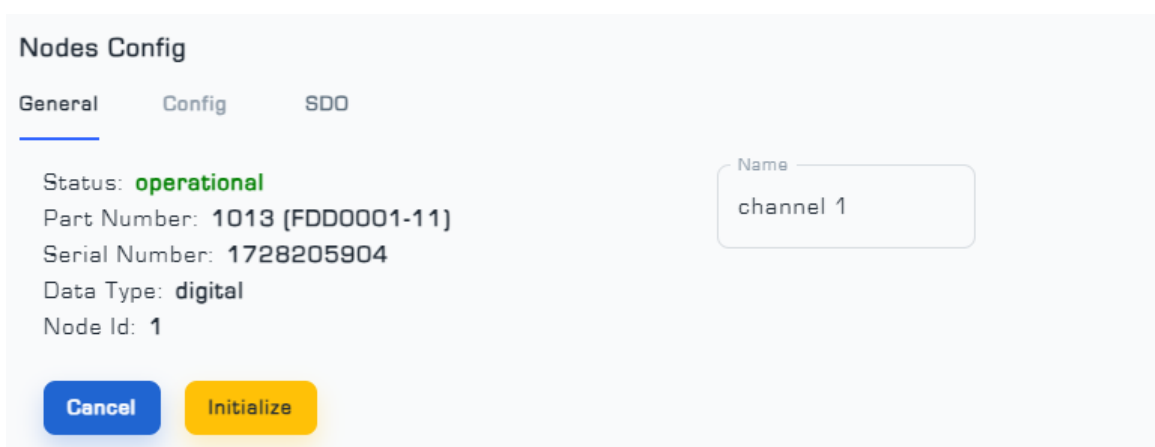 Nodes Config
General Config SDO
Status: operational
Part Number: 1013 (FDD0001-11)
Serial Number: 1728205904
Data Type: digital
Node Id: 1
Name
channel 1
Cancel Initialize